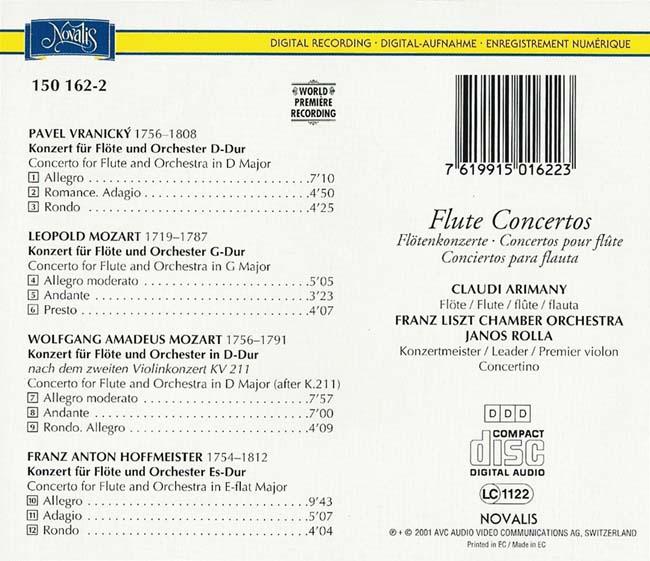 Novalis
DIGITAL RECORDING · DIGITAL-AUFNAHME · ENREGISTREMENT NUMÉRIQUE
150 162-2
WORLD
PREMIÈRE
RECORDING
PAVEL VRANICKÝ 1756–1808
Konzert für Flöte und Orchester D-Dur
Concerto for Flute and Orchestra in D Major
1 Allegro 7'10
2 Romance. Adagio 4'50
3 Rondo 4'25
LEOPOLD MOZART 1719–1787
Konzert für Flöte und Orchester G-Dur
Concerto for Flute and Orchestra in G Major
4 Allegro moderato 5'05
5 Andante 3'23
6 Presto 4'07
WOLFGANG AMADEUS MOZART 1756–1791
Konzert für Flöte und Orchester in D-Dur
nach dem zweiten Violinkonzert KV 211
Concerto for Flute and Orchestra in D Major (after K.211)
7 Allegro moderato 7'57
8 Andante 7'00
9 Rondo. Allegro 4'09
FRANZ ANTON HOFFMEISTER 1754–1812
Konzert für Flöte und Orchester Es-Dur
Concerto for Flute and Orchestra in E-flat Major
10 Allegro 9'43
11 Adagio 5'07
12 Rondo 4'04
7 619915 016223
Flute Concertos
Flötenkonzerte · Concertos pour flûte
Conciertos para flauta
CLAUDI ARIMANY
Flöte / Flute / flûte / flauta
FRANZ LISZT CHAMBER ORCHESTRA
JANOS ROLLA
Konzertmeister / Leader / Premier violon
Concertino
D D D
COMPACT
disc
DIGITAL AUDIO
LC 1122
NOVALIS
℗ + © 2001 AVC AUDIO VIDEO COMMUNICATIONS AG, SWITZERLAND
Printed in EC / Made in EC